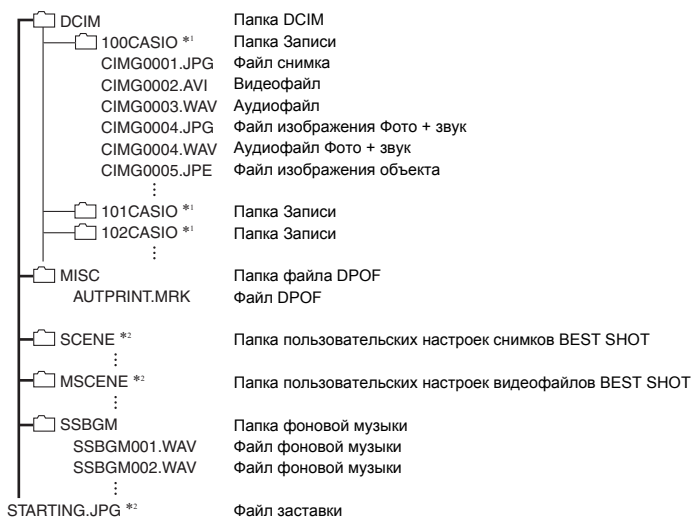 DCIM Папка DCIM
100CASIO *1 Папка Записи
CIMG0001.JPG Файл снимка
CIMG0002.AVI Видеофайл
CIMG0003.WAV Аудиофайл
CIMG0004.JPG Файл изображения Фото + звук
CIMG0004.WAV Аудиофайл Фото + звук
CIMG0005.JPE Файл изображения объекта
101CASIO *1 Папка Записи
102CASIO *1 Папка Записи
MISC Папка файла DPOF
AUTPRINT.MRK Файл DPOF
SCENE *2 Папка пользовательских настроек снимков BEST SHOT
MSCENE *2 Папка пользовательских настроек видеофайлов BEST SHOT
SSBGM Папка фоновой музыки
SSBGM001.WAV Файл фоновой музыки
SSBGM002.WAV Файл фоновой музыки
STARTING.JPG *2 Файл заставки